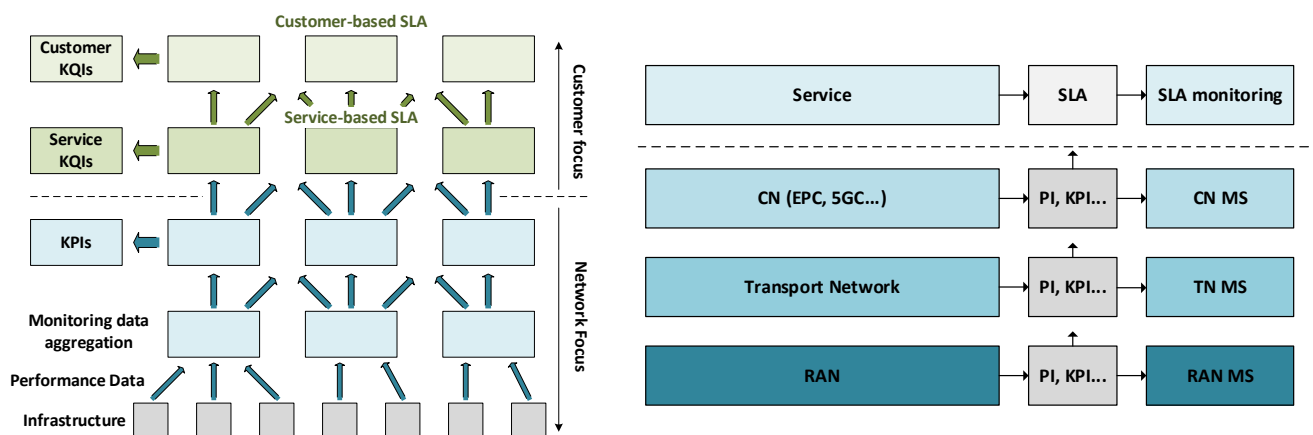 Customer-based SLA
Customer
KQIs
Service-based SLA
Service
KQIs
Customer focus
KPIs
Monitoring data
aggregation
Performance Data
Infrastructure
Network Focus
Service
SLA
SLA monitoring
CN (EPC, 5GC...)
PI, KPI...
CN MS
Transport Network
PI, KPI...
TN MS
RAN
PI, KPI...
RAN MS